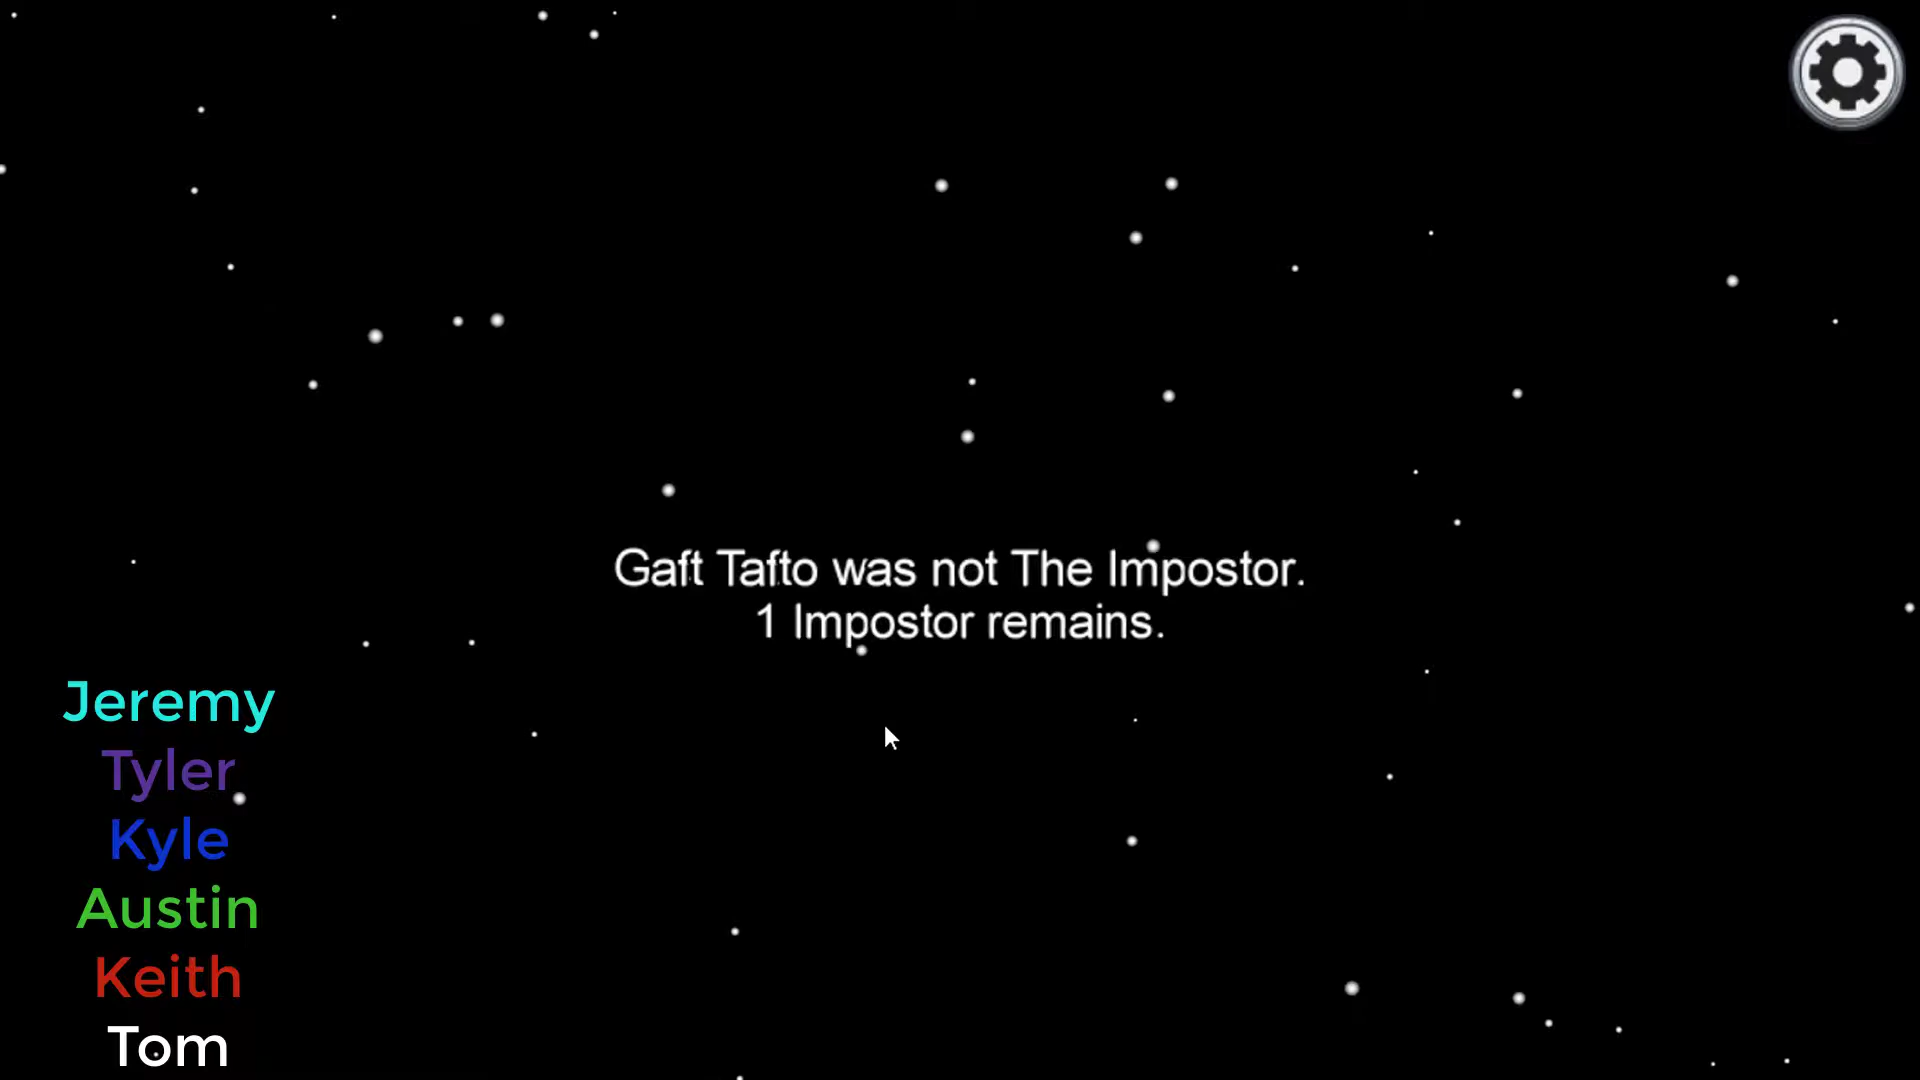 Gaft Tafto was not The Impostor.
1 Impostor remains.
Jeremy
Tyler
Kyle
Austin
Keith
Tom